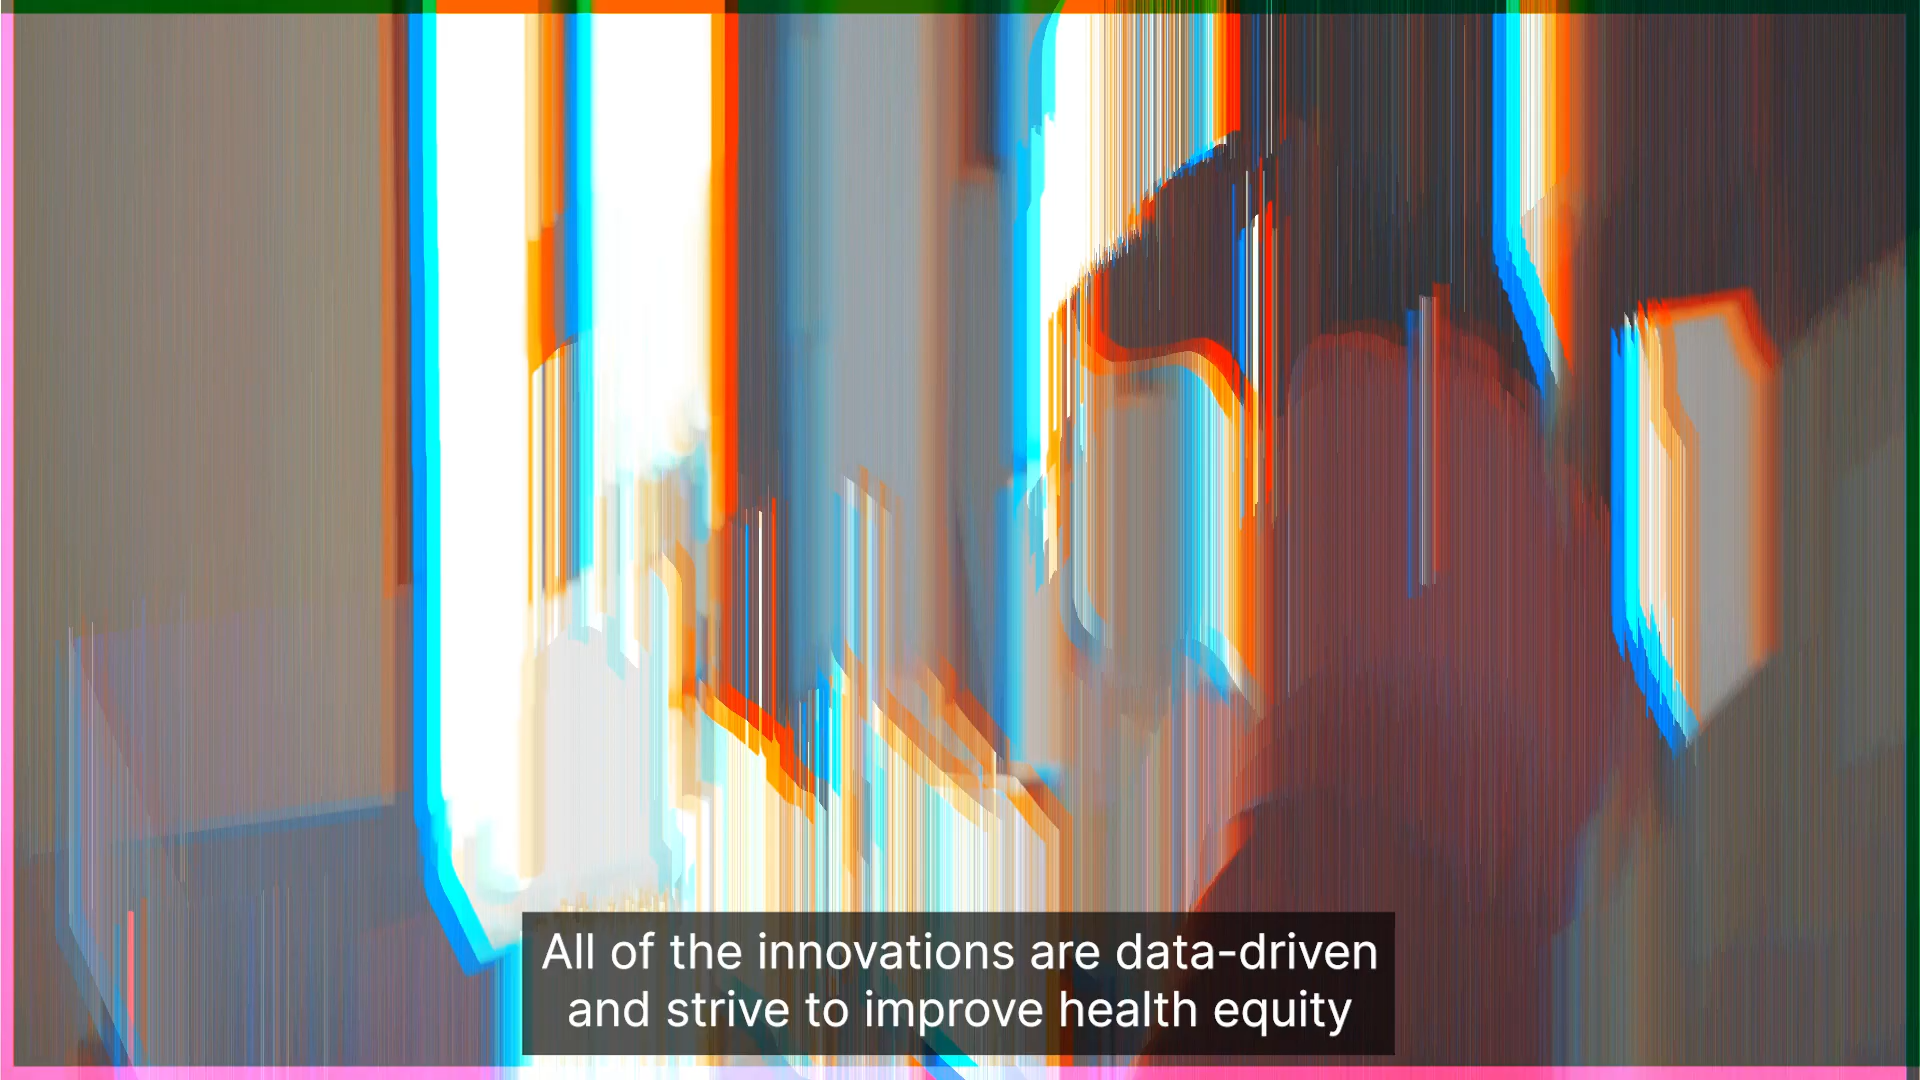 All of the innovations are data-driven
and strive to improve health equity